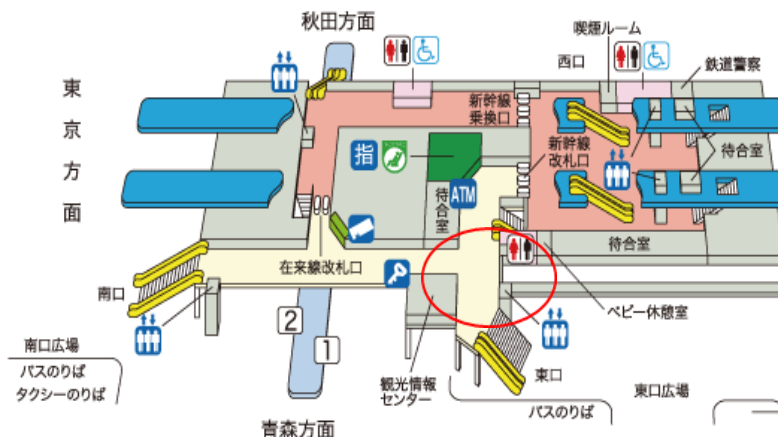 秋田方面
喫煙ルーム
西口
鉄道警察
東京方面
新幹線
乗換口
新幹線
改札口
待合室
指
待合室
ATM
待合室
在来線改札口
南口
ベビー休憩室
2
1
南口広場
バスのりば
タクシーのりば
観光情報
センター
東口
東口広場
バスのりば
青森方面